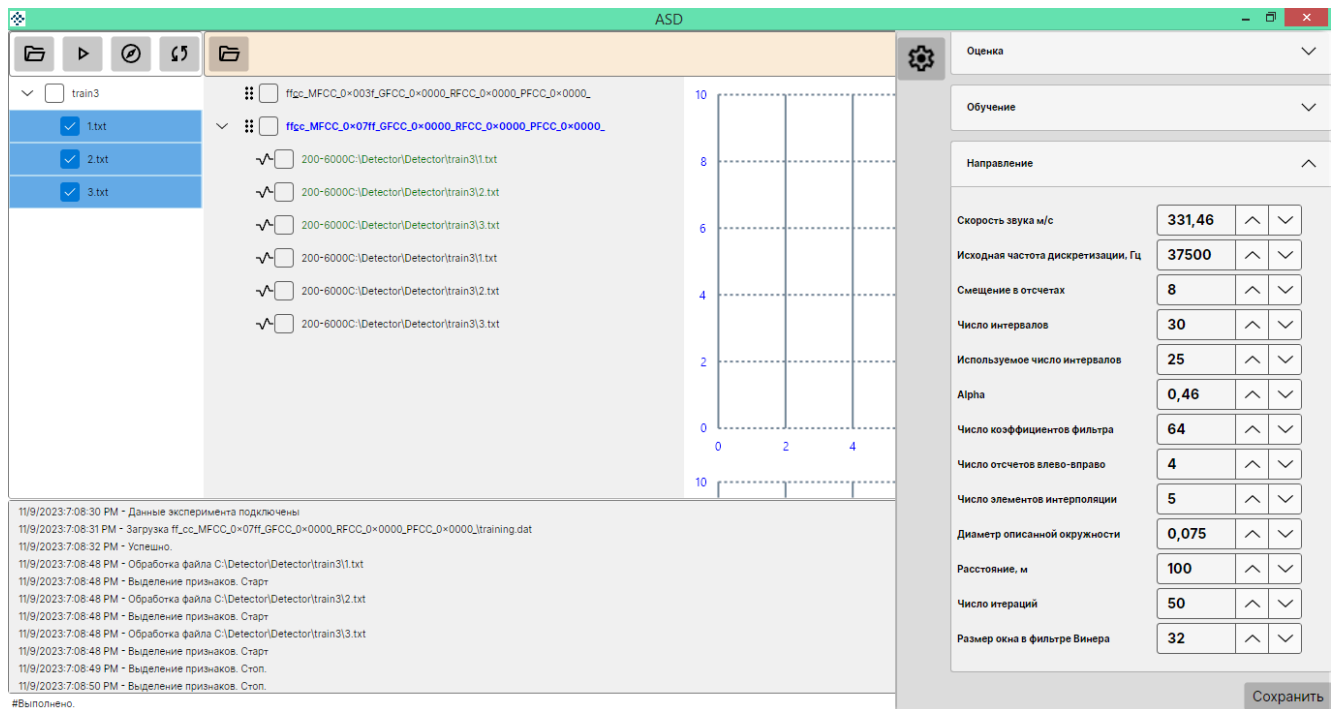 ASD
train3
1.txt
2.txt
3.txt
ffcc_MFCC_0×003f_GFCC_0×0000_RFCC_0×0000_PFCC_0×0000_
ffcc_MFCC_0×07ff_GFCC_0×0000_RFCC_0×0000_PFCC_0×0000_
200-6000C:\Detector\Detector\train3\1.txt
200-6000C:\Detector\Detector\train3\2.txt
200-6000C:\Detector\Detector\train3\3.txt
200-6000C:\Detector\Detector\train3\1.txt
200-6000C:\Detector\Detector\train3\2.txt
200-6000C:\Detector\Detector\train3\3.txt
10
8
6
4
2
0
0 2 4
10
Оценка
Обучение
Направление
Скорость звука м/с 331,46
Исходная частота дискретизации, Гц 37500
Смещение в отсчетах 8
Число интервалов 30
Используемое число интервалов 25
Alpha 0,46
Число коэффициентов фильтра 64
Число отсчетов влево-вправо 4
Число элементов интерполяции 5
Диаметр описанной окружности 0,075
Расстояние, м 100
Число итераций 50
Размер окна в фильтре Винера 32
Сохранить
11/9/2023:7:08:30 PM - Данные эксперимента подключены
11/9/2023:7:08:31 PM - Загрузка ff_cc_MFCC_0×07ff_GFCC_0×0000_RFCC_0×0000_PFCC_0×0000_\training.dat
11/9/2023:7:08:32 PM - Успешно.
11/9/2023:7:08:48 PM - Обработка файла C:\Detector\Detector\train3\1.txt
11/9/2023:7:08:48 PM - Выделение признаков. Старт
11/9/2023:7:08:48 PM - Обработка файла C:\Detector\Detector\train3\2.txt
11/9/2023:7:08:48 PM - Выделение признаков. Старт
11/9/2023:7:08:48 PM - Обработка файла C:\Detector\Detector\train3\3.txt
11/9/2023:7:08:48 PM - Выделение признаков. Старт
11/9/2023:7:08:49 PM - Выделение признаков. Стоп.
11/9/2023:7:08:50 PM - Выделение признаков. Стоп.
#Выполнено.